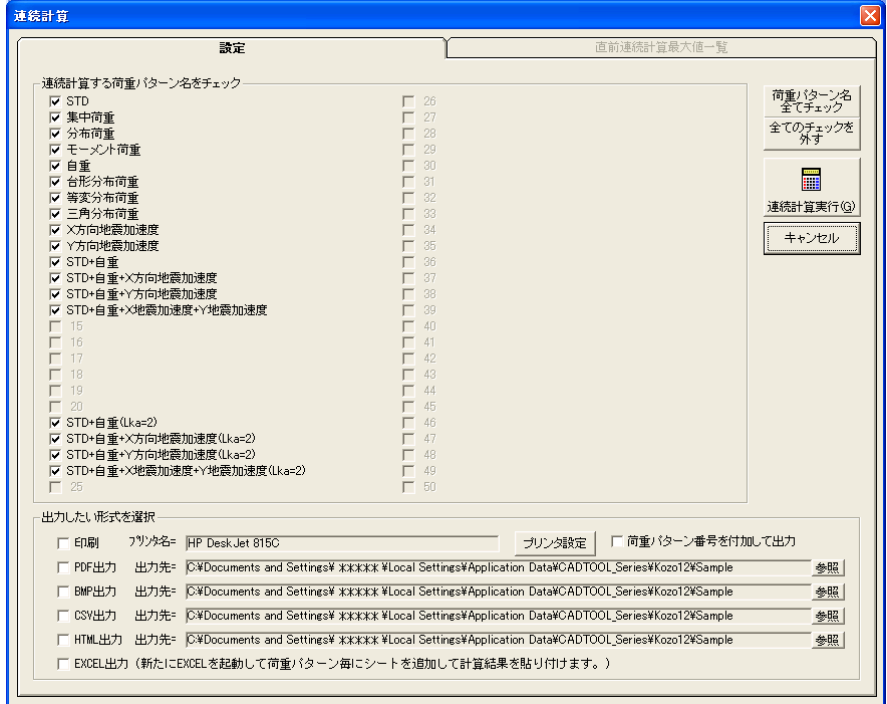 連続計算
設定
直前連続計算最大値一覧
連続計算する荷重パターン名をチェック
STD
集中荷重
分布荷重
モーメント荷重
自重
台形分布荷重
等変分布荷重
三角分布荷重
X方向地震加速度
Y方向地震加速度
STD+自重
STD+自重+X方向地震加速度
STD+自重+Y方向地震加速度
STD+自重+X地震加速度+Y地震加速度
15
16
17
18
19
20
STD+自重(Lka=2)
STD+自重+X方向地震加速度(Lka=2)
STD+自重+Y方向地震加速度(Lka=2)
STD+自重+X地震加速度+Y地震加速度(Lka=2)
25
26
27
28
29
30
31
32
33
34
35
36
37
38
39
40
41
42
43
44
45
46
47
48
49
50
荷重パターン名
全てチェック
全てのチェックを
外す
連続計算実行(G)
キャンセル
出力したい形式を選択
印刷 プリンタ名= HP DeskJet 815C プリンタ設定 荷重パターン番号を付加して出力
PDF出力 出力先= C:¥Documents and Settings¥ ***** ¥Local Settings¥Application Data¥CADTOOL_Series¥Kozo12¥Sample 参照
BMP出力 出力先= C:¥Documents and Settings¥ ***** ¥Local Settings¥Application Data¥CADTOOL_Series¥Kozo12¥Sample 参照
CSV出力 出力先= C:¥Documents and Settings¥ ***** ¥Local Settings¥Application Data¥CADTOOL_Series¥Kozo12¥Sample 参照
HTML出力 出力先= C:¥Documents and Settings¥ ***** ¥Local Settings¥Application Data¥CADTOOL_Series¥Kozo12¥Sample 参照
EXCEL出力（新たにEXCELを起動して荷重パターン毎にシートを追加して計算結果を貼り付けます。）